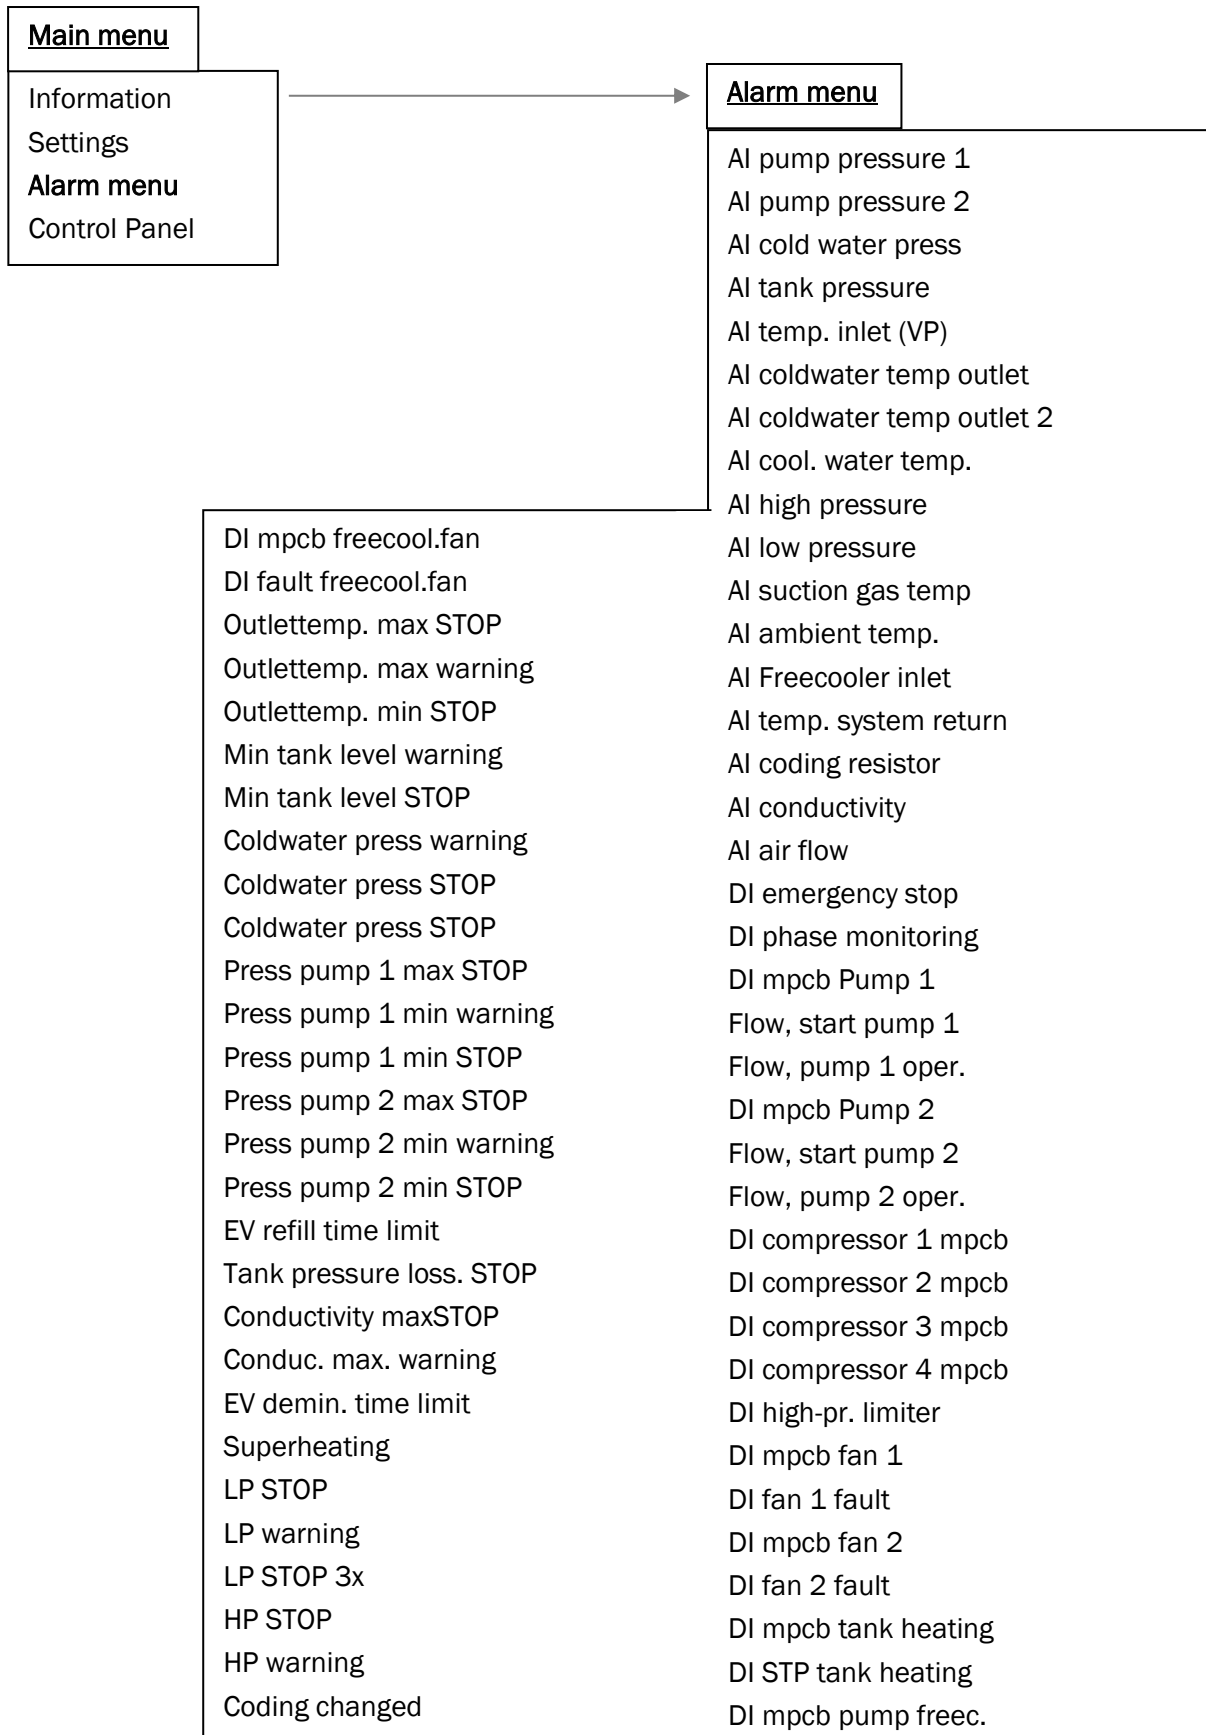 Main menu
Information
Settings
Alarm menu
Control Panel
Alarm menu
AI pump pressure 1
AI pump pressure 2
AI cold water press
AI tank pressure
AI temp. inlet (VP)
AI coldwater temp outlet
AI coldwater temp outlet 2
AI cool. water temp.
AI high pressure
AI low pressure
AI suction gas temp
AI ambient temp.
AI Freecooler inlet
AI temp. system return
AI coding resistor
AI conductivity
AI air flow
DI emergency stop
DI phase monitoring
DI mpcb Pump 1
Flow, start pump 1
Flow, pump 1 oper.
DI mpcb Pump 2
Flow, start pump 2
Flow, pump 2 oper.
DI compressor 1 mpcb
DI compressor 2 mpcb
DI compressor 3 mpcb
DI compressor 4 mpcb
DI high-pr. limiter
DI mpcb fan 1
DI fan 1 fault
DI mpcb fan 2
DI fan 2 fault
DI mpcb tank heating
DI STP tank heating
DI mpcb pump freec.
DI mpcb freecool.fan
DI fault freecool.fan
Outlettemp. max STOP
Outlettemp. max warning
Outlettemp. min STOP
Min tank level warning
Min tank level STOP
Coldwater press warning
Coldwater press STOP
Coldwater press STOP
Press pump 1 max STOP
Press pump 1 min warning
Press pump 1 min STOP
Press pump 2 max STOP
Press pump 2 min warning
Press pump 2 min STOP
EV refill time limit
Tank pressure loss. STOP
Conductivity maxSTOP
Conduc. max. warning
EV demin. time limit
Superheating
LP STOP
LP warning
LP STOP 3x
HP STOP
HP warning
Coding changed